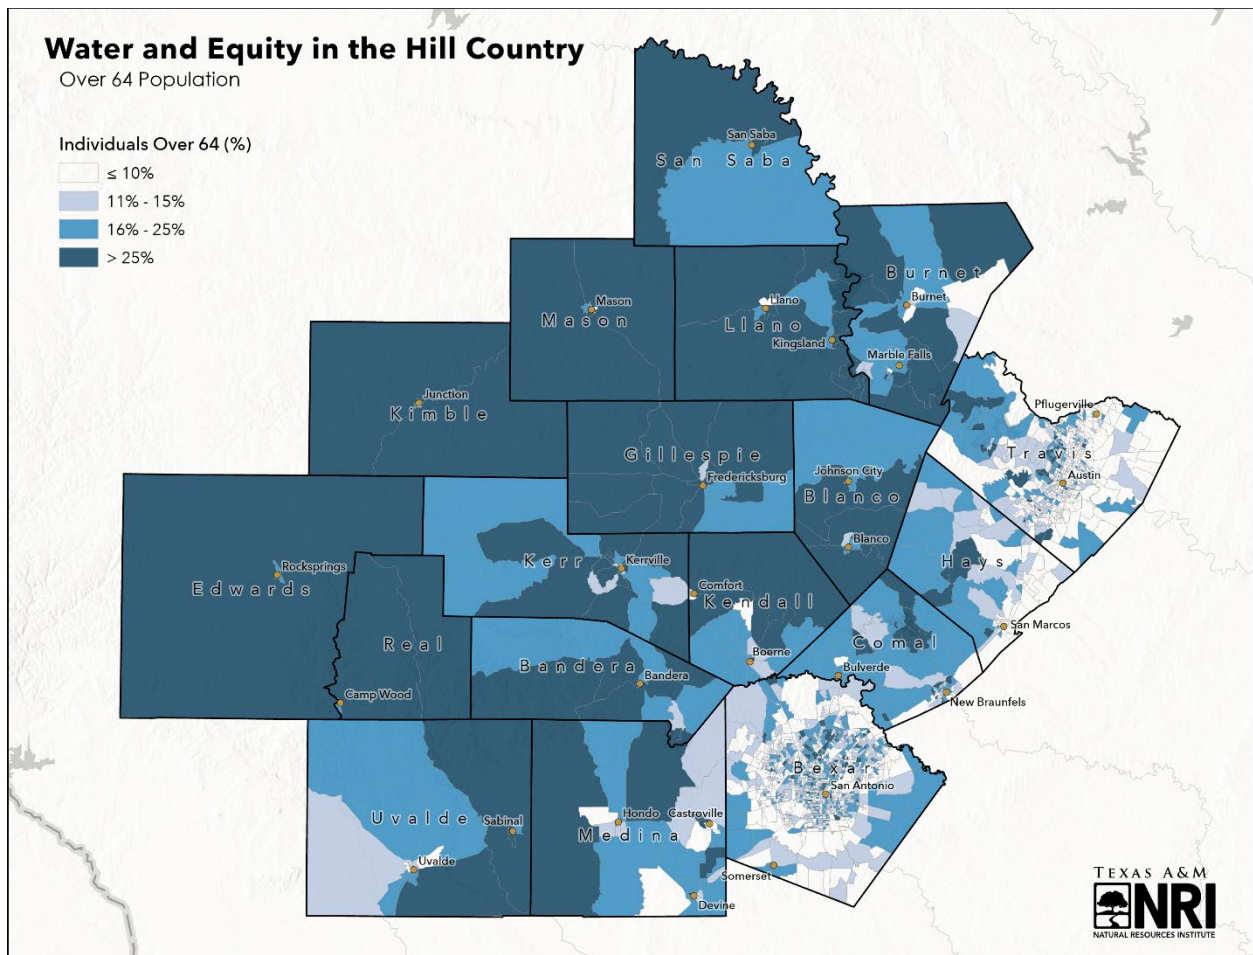 Water and Equity in the Hill Country
Over 64 Population
Individuals Over 64 (%)
≤ 10%
11% - 15%
16% - 25%
> 25%
San Saba
San Saba
Burnet
Burnet
Mason
Mason
Llano
Llano
Kingsland
Marble Falls
Junction
Kimble
Pflugerville
Travis
Austin
Gillespie
Fredericksburg
Johnson City
Blanco
Blanco
Hays
San Marcos
Rocksprings
Edwards
Kerr
Kerrville
Comfort
Kendall
Real
Camp Wood
Bandera
Bandera
Boerne
Comal
Bulverde
New Braunfels
Bexar
San Antonio
Uvalde
Sabinal
Uvalde
Hondo
Castroville
Medina
Somerset
Devine
TEXAS A&M
NRI
NATURAL RESOURCES INSTITUTE